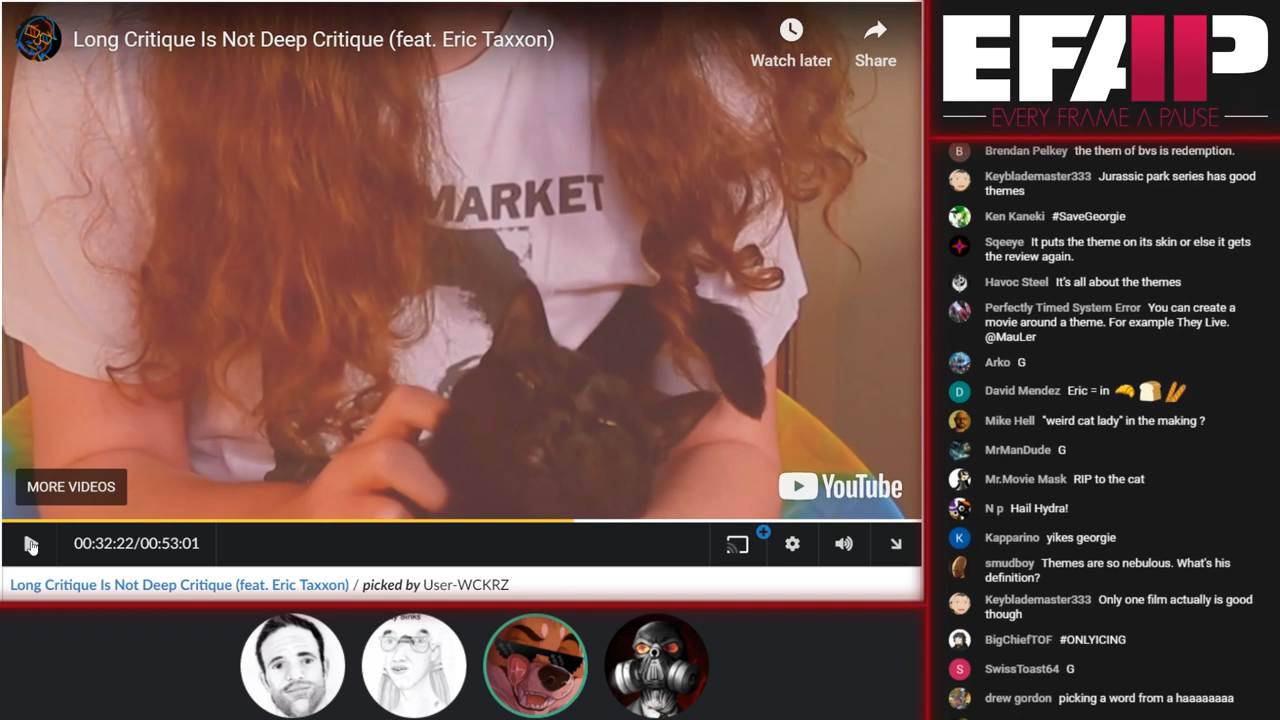 Long Critique Is Not Deep Critique (feat. Eric Taxxon)
Watch later
Share
MARKET
MORE VIDEOS
YouTube
00:32:22/00:53:01
Long Critique Is Not Deep Critique (feat. Eric Taxxon) / picked by User-WCKRZ
EFAP
EVERY FRAME A PAUSE
B
Brendan Pelkey the them of bvs is redemption.
Keyblademaster333 Jurassic park series has good
themes
Ken Kaneki #SaveGeorgie
Sqeeye It puts the theme on its skin or else it gets
the review again.
Havoc Steel It's all about the themes
Perfectly Timed System Error You can create a
movie around a theme. For example They Live.
@MauLer
Arko G
D
David Mendez Eric = in
Mike Hell "weird cat lady" in the making ?
MrManDude G
Mr.Movie Mask RIP to the cat
N p Hail Hydra!
K
Kapparino yikes georgie
smudboy Themes are so nebulous. What's his
definition?
Keyblademaster333 Only one film actually is good
though
BigChiefTOF #ONLYICING
S
SwissToast64 G
drew gordon picking a word from a haaaaaaaa